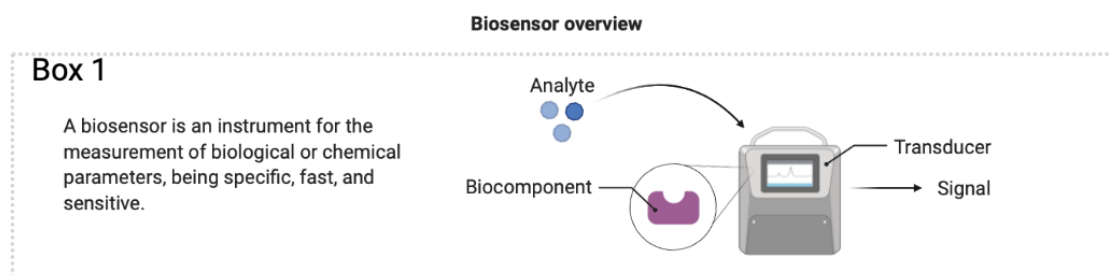 Biosensor overview
Box 1
A biosensor is an instrument for the
measurement of biological or chemical
parameters, being specific, fast, and
sensitive.
Analyte
Biocomponent
Transducer
Signal